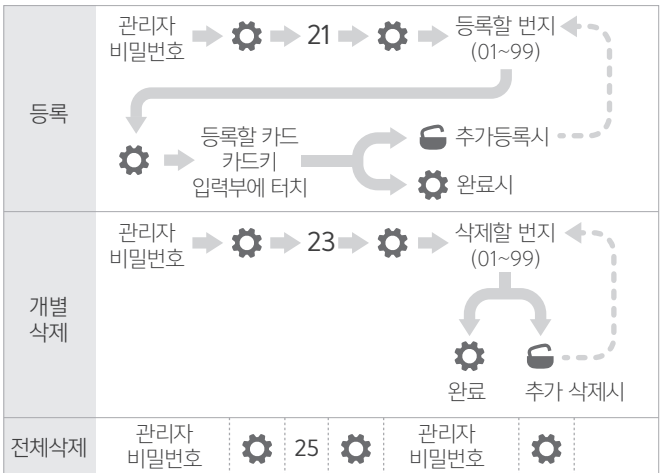 등록
관리자
비밀번호
21
등록할 번지
(01~99)
등록할 카드
카드키
입력부에 터치
추가등록시
완료시
개별
삭제
관리자
비밀번호
23
삭제할 번지
(01~99)
완료
추가 삭제시
전체삭제
관리자
비밀번호
25
관리자
비밀번호